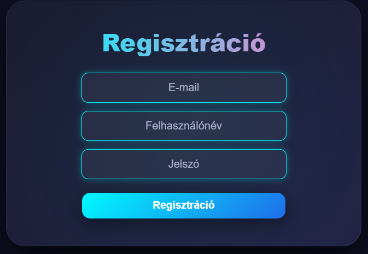 Regisztráció
E-mail
Felhasználónév
Jelszó
Regisztráció